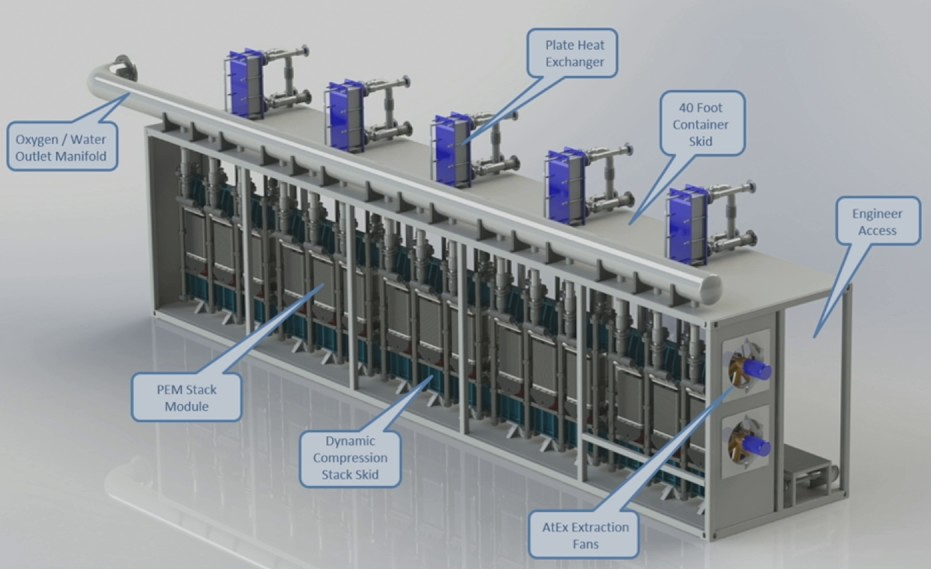 Plate Heat
Exchanger
40 Foot
Container
Skid
Oxygen / Water
Outlet Manifold
Engineer
Access
PEM Stack
Module
Dynamic
Compression
Stack Skid
AtEx Extraction
Fans